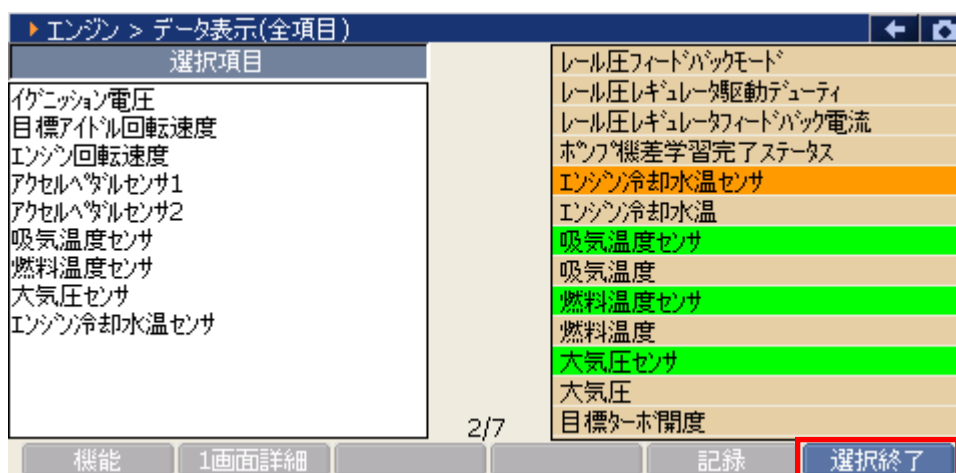 エンジン > データ表示(全項目)
選択項目
イグニッション電圧
目標アイドル回転速度
エンジン回転速度
アクセルペダルセンサ1
アクセルペダルセンサ2
吸気温度センサ
燃料温度センサ
大気圧センサ
エンジン冷却水温センサ
レール圧フィードバックモード
レール圧レギュレータ駆動デューティ
レール圧レギュレータフィードバック電流
ポンプ機差学習完了ステータス
エンジン冷却水温センサ
エンジン冷却水温
吸気温度センサ
吸気温度
燃料温度センサ
燃料温度
大気圧センサ
大気圧
目標ターボ開度
2/7
機能
1画面詳細
記録
選択終了